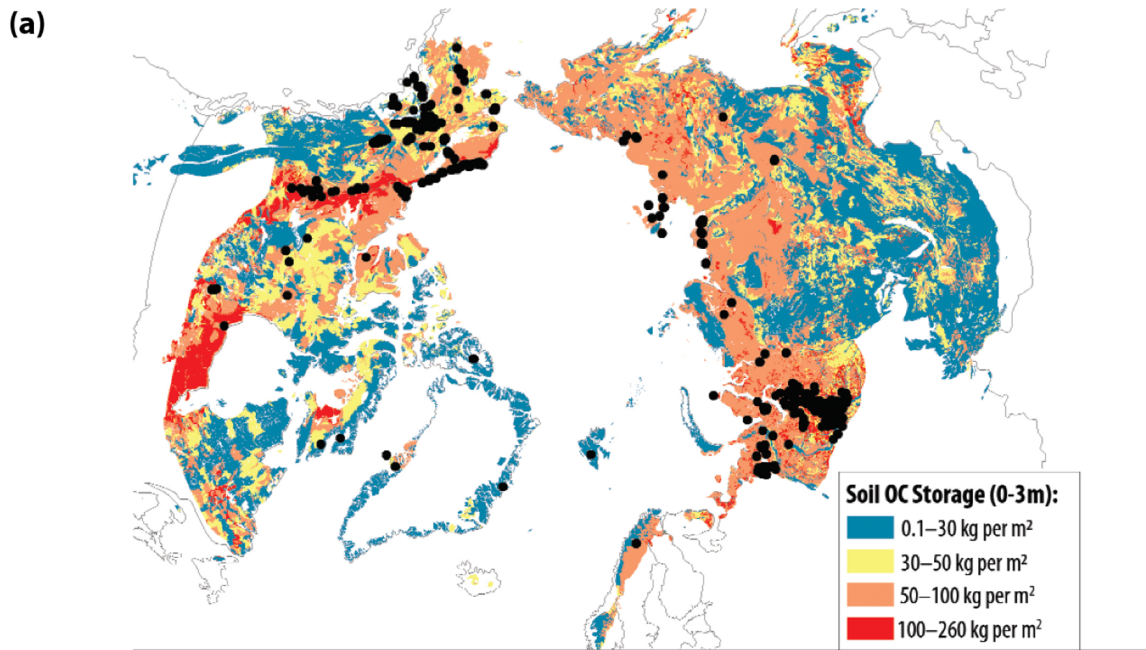 (a)
Soil OC Storage (0-3m):
0.1–30 kg per m²
30–50 kg per m²
50–100 kg per m²
100–260 kg per m²